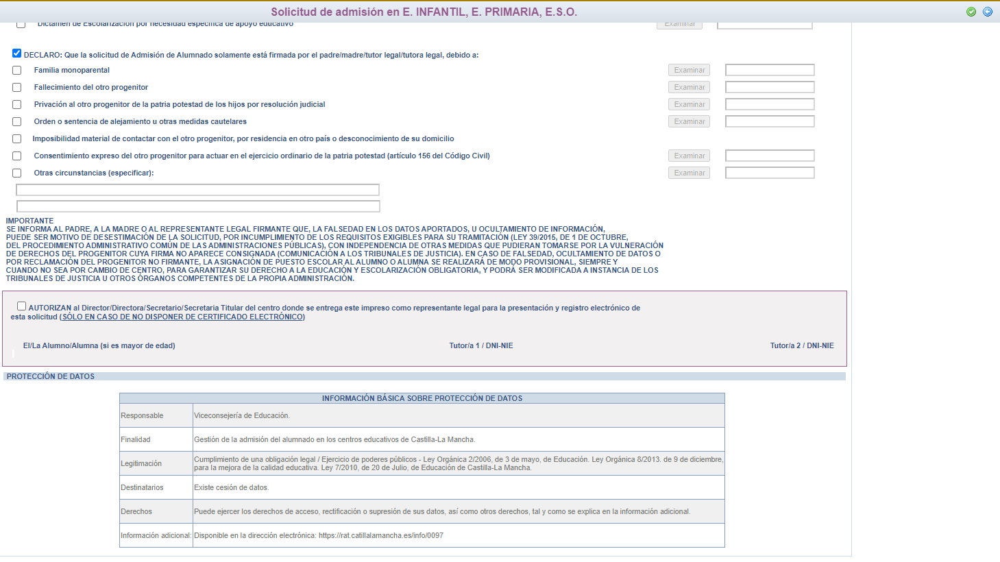 Solicitud de admisión en E. INFANTIL, E. PRIMARIA, E.S.O.
Dictamen de Escolarización por necesidad específica de apoyo educativo Examinar
DECLARO: Que la solicitud de Admisión de Alumnado solamente está firmada por el padre/madre/tutor legal/tutora legal, debido a:
Familia monoparental Examinar
Fallecimiento del otro progenitor Examinar
Privación al otro progenitor de la patria potestad de los hijos por resolución judicial Examinar
Orden o sentencia de alejamiento u otras medidas cautelares Examinar
Imposibilidad material de contactar con el otro progenitor, por residencia en otro país o desconocimiento de su domicilio
Consentimiento expreso del otro progenitor para actuar en el ejercicio ordinario de la patria potestad (artículo 156 del Código Civil) Examinar
Otras circunstancias (especificar): Examinar
IMPORTANTE
SE INFORMA AL PADRE, A LA MADRE O AL REPRESENTANTE LEGAL FIRMANTE QUE, LA FALSEDAD EN LOS DATOS APORTADOS, U OCULTAMIENTO DE INFORMACIÓN,
PUEDE SER MOTIVO DE DESESTIMACIÓN DE LA SOLICITUD, POR INCUMPLIMIENTO DE LOS REQUISITOS EXIGIBLES PARA SU TRAMITACIÓN (LEY 39/2015, DE 1 DE OCTUBRE,
DEL PROCEDIMIENTO ADMINISTRATIVO COMÚN DE LAS ADMINISTRACIONES PÚBLICAS), CON INDEPENDENCIA DE OTRAS MEDIDAS QUE PUDIERAN TOMARSE POR LA VULNERACIÓN
DE DERECHOS DEL PROGENITOR CUYA FIRMA NO APARECE CONSIGNADA (COMUNICACIÓN A LOS TRIBUNALES DE JUSTICIA). EN CASO DE FALSEDAD, OCULTAMIENTO DE DATOS O
POR RECLAMACIÓN DEL PROGENITOR NO FIRMANTE, LA ASIGNACIÓN DE PUESTO ESCOLAR AL ALUMNO O ALUMNA SE REALIZARÁ DE MODO PROVISIONAL, SIEMPRE Y
CUANDO NO SEA POR CAMBIO DE CENTRO, PARA GARANTIZAR SU DERECHO A LA EDUCACIÓN Y ESCOLARIZACIÓN OBLIGATORIA, Y PODRÁ SER MODIFICADA A INSTANCIA DE LOS
TRIBUNALES DE JUSTICIA U OTROS ÓRGANOS COMPETENTES DE LA PROPIA ADMINISTRACIÓN.
AUTORIZAN al Director/Directora/Secretario/Secretaria Titular del centro donde se entrega este impreso como representante legal para la presentación y registro electrónico de
esta solicitud (SÓLO EN CASO DE NO DISPONER DE CERTIFICADO ELECTRÓNICO)
El/La Alumno/Alumna (si es mayor de edad) Tutor/a 1 / DNI-NIE Tutor/a 2 / DNI-NIE
PROTECCIÓN DE DATOS
INFORMACIÓN BÁSICA SOBRE PROTECCIÓN DE DATOS
Responsable Viceconsejería de Educación.
Finalidad Gestión de la admisión del alumnado en los centros educativos de Castilla-La Mancha.
Legitimación Cumplimiento de una obligación legal / Ejercicio de poderes públicos - Ley Orgánica 2/2006, de 3 de mayo, de Educación. Ley Orgánica 8/2013. de 9 de diciembre,
para la mejora de la calidad educativa. Ley 7/2010, de 20 de Julio, de Educación de Castilla-La Mancha.
Destinatarios Existe cesión de datos.
Derechos Puede ejercer los derechos de acceso, rectificación o supresión de sus datos, así como otros derechos, tal y como se explica en la información adicional.
Información adicional: Disponible en la dirección electrónica: https://rat.catillalamancha.es/info/0097